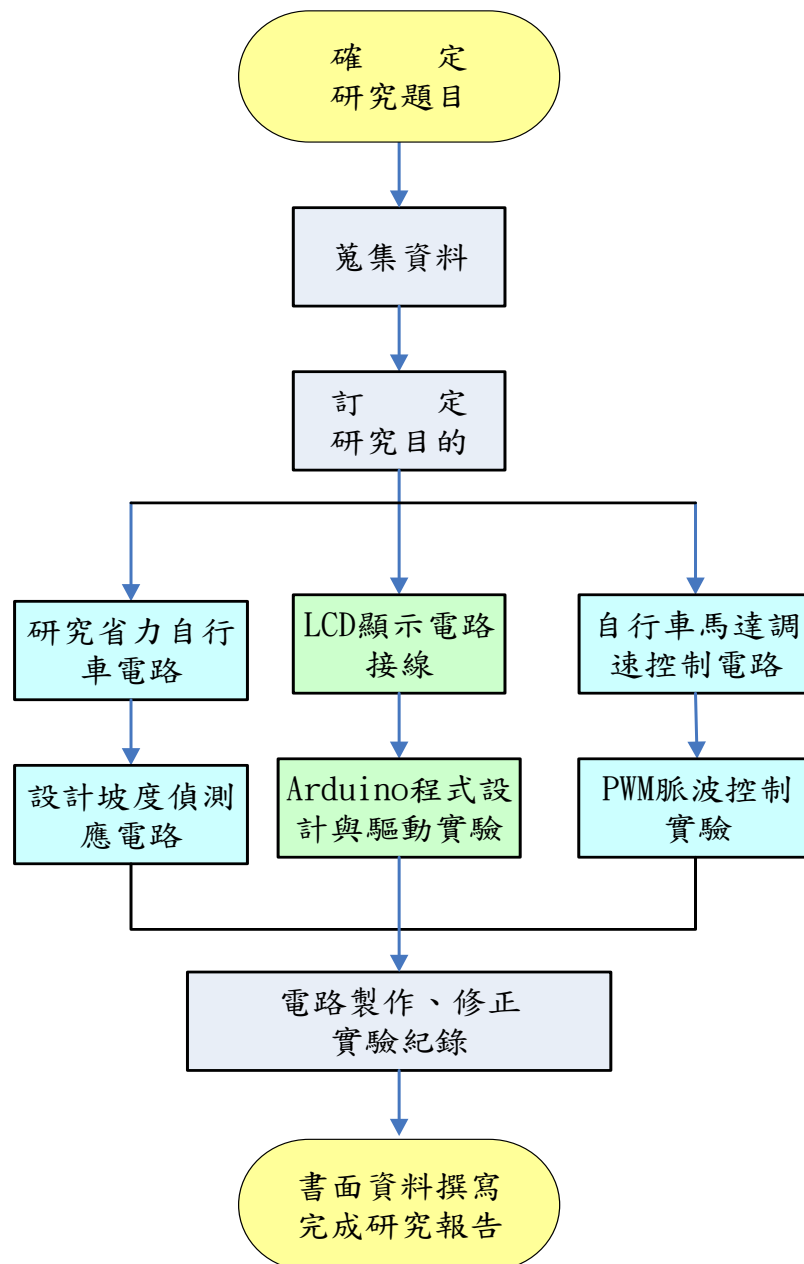 確 定
研究題目
蒐集資料
訂 定
研究目的
研究省力自行
車電路
LCD顯示電路
接線
自行車馬達調
速控制電路
設計坡度偵測
應電路
Arduino程式設
計與驅動實驗
PWM脈波控制
實驗
電路製作、修正
實驗紀錄
書面資料撰寫
完成研究報告